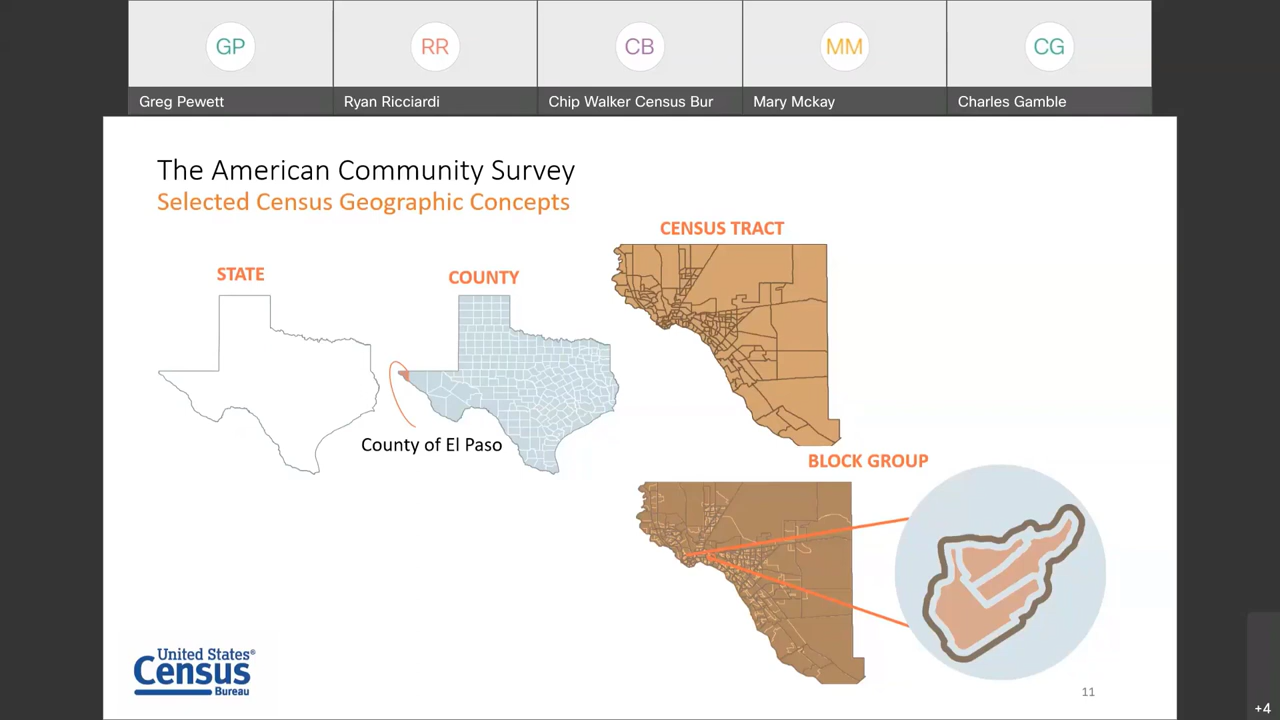 GP
RR
CB
MM
CG
Greg Pewett
Ryan Ricciardi
Chip Walker Census Bur
Mary Mckay
Charles Gamble
The American Community Survey
Selected Census Geographic Concepts
CENSUS TRACT
STATE
COUNTY
County of El Paso
BLOCK GROUP
United States®
Census
Bureau
11
+4